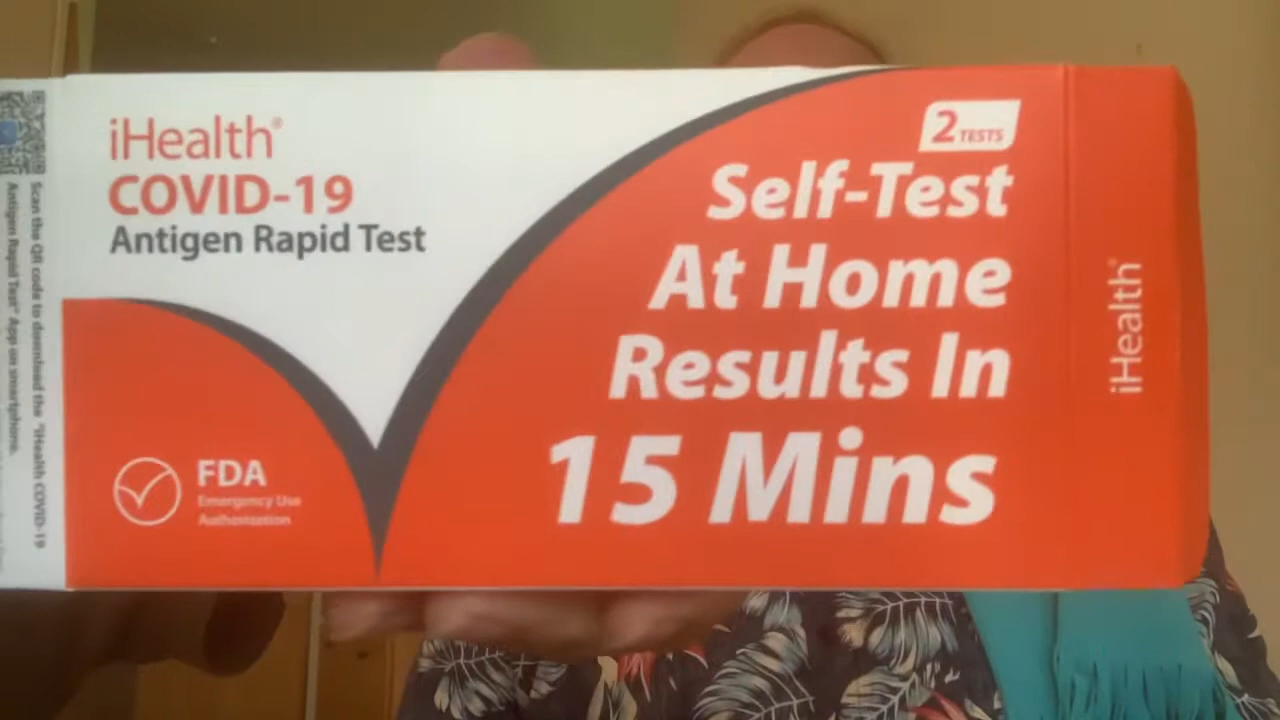 iHealth®
COVID-19
Antigen Rapid Test
2 TESTS
Self-Test
At Home
Results In
15 Mins
FDA
Emergency Use
Authorization
iHealth®
Scan the QR code to download the "iHealth COVID-19
Antigen Rapid Test" App on smartphone.